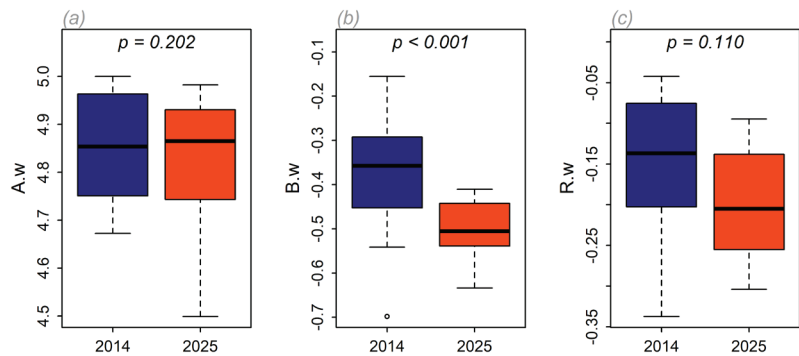 (a)
p = 0.202
A.w
5.0
4.9
4.8
4.7
4.6
4.5
2014
2025
(b)
p < 0.001
B.w
-0.1
-0.2
-0.3
-0.4
-0.5
-0.6
-0.7
2014
2025
(c)
p = 0.110
R.w
-0.05
-0.15
-0.25
-0.35
2014
2025